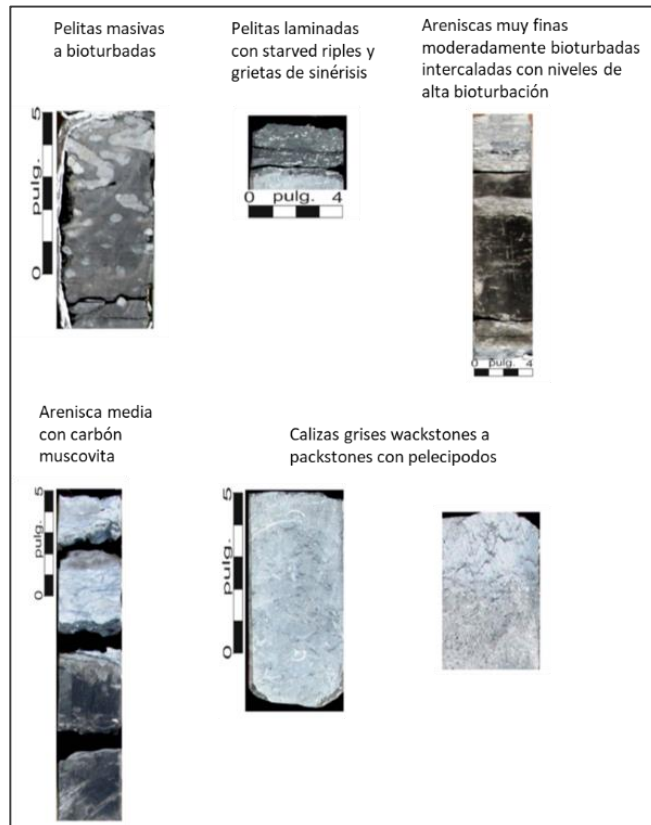 Pelitas masivas
a bioturbadas
Pelitas laminadas
con starved riples y
grietas de sinérisis
Areniscas muy finas
moderadamente bioturbadas
intercaladas con niveles de
alta bioturbación
5
pulg.
0
0 pulg. 4
0 pulg. 4
Arenisca media
con carbón
muscovita
Calizas grises wackstones a
packstones con pelecipodos
5
pulg.
0
5
pulg.
0